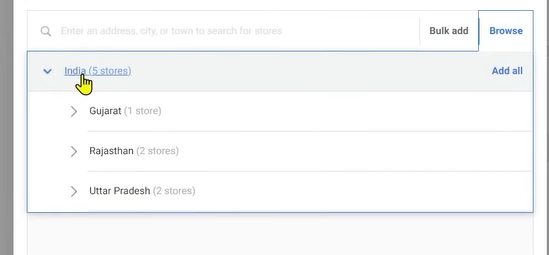 Enter an address, city, or town to search for stores Bulk add Browse
India (5 stores) Add all
Gujarat (1 store)
Rajasthan (2 stores)
Uttar Pradesh (2 stores)